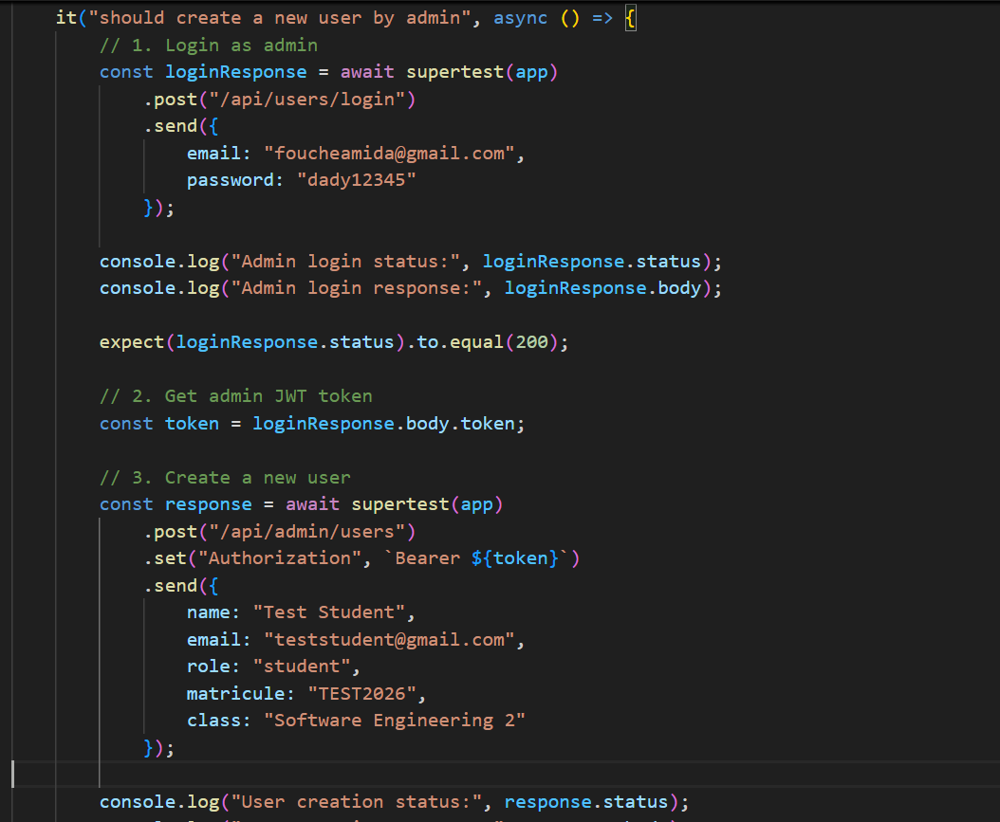 it("should create a new user by admin", async () => {
// 1. Login as admin
const loginResponse = await supertest(app)
.post("/api/users/login")
.send({
email: "foucheamida@gmail.com",
password: "dady12345"
});
console.log("Admin login status:", loginResponse.status);
console.log("Admin login response:", loginResponse.body);
expect(loginResponse.status).to.equal(200);
// 2. Get admin JWT token
const token = loginResponse.body.token;
// 3. Create a new user
const response = await supertest(app)
.post("/api/admin/users")
.set("Authorization", `Bearer ${token}`)
.send({
name: "Test Student",
email: "teststudent@gmail.com",
role: "student",
matricule: "TEST2026",
class: "Software Engineering 2"
});
console.log("User creation status:", response.status);